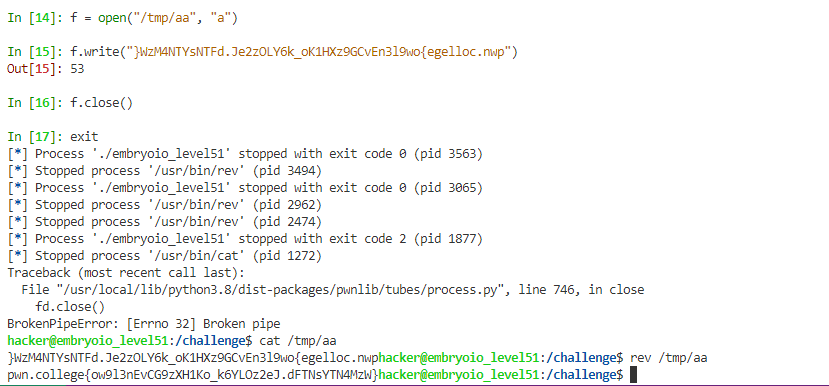 In [14]: f = open("/tmp/aa", "a")
In [15]: f.write("}WzM4NTYsNTFd.Je2zOLY6k_oK1HXz9GCvEn3l9wo{egelloc.nwp")
Out[15]: 53
In [16]: f.close()
In [17]: exit
[*] Process './embryoio_level51' stopped with exit code 0 (pid 3563)
[*] Stopped process '/usr/bin/rev' (pid 3494)
[*] Process './embryoio_level51' stopped with exit code 0 (pid 3065)
[*] Stopped process '/usr/bin/rev' (pid 2962)
[*] Stopped process '/usr/bin/rev' (pid 2474)
[*] Process './embryoio_level51' stopped with exit code 2 (pid 1877)
[*] Stopped process '/usr/bin/cat' (pid 1272)
Traceback (most recent call last):
  File "/usr/local/lib/python3.8/dist-packages/pwnlib/tubes/process.py", line 746, in close
    fd.close()
BrokenPipeError: [Errno 32] Broken pipe
hacker@embryoio_level51:/challenge$ cat /tmp/aa
}WzM4NTYsNTFd.Je2zOLY6k_oK1HXz9GCvEn3l9wo{egelloc.nwphacker@embryoio_level51:/challenge$ rev /tmp/aa
pwn.college{ow9l3nEvCG9zXH1Ko_k6YLOz2eJ.dFTNsYTN4MzW}hacker@embryoio_level51:/challenge$